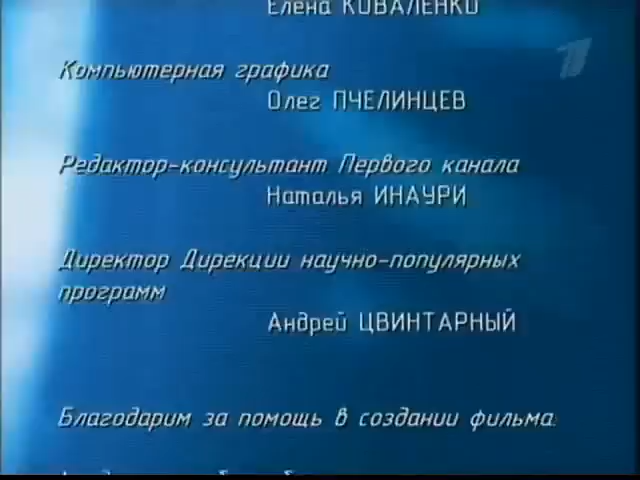 Елена КОВАЛЕНКО
Компьютерная графика
Олег ПЧЕЛИНЦЕВ
Редактор-консультант Первого канала
Наталья ИНАУРИ
Директор Дирекции научно-популярных
программ
Андрей ЦВИНТАРНЫЙ
Благодарим за помощь в создании фильма